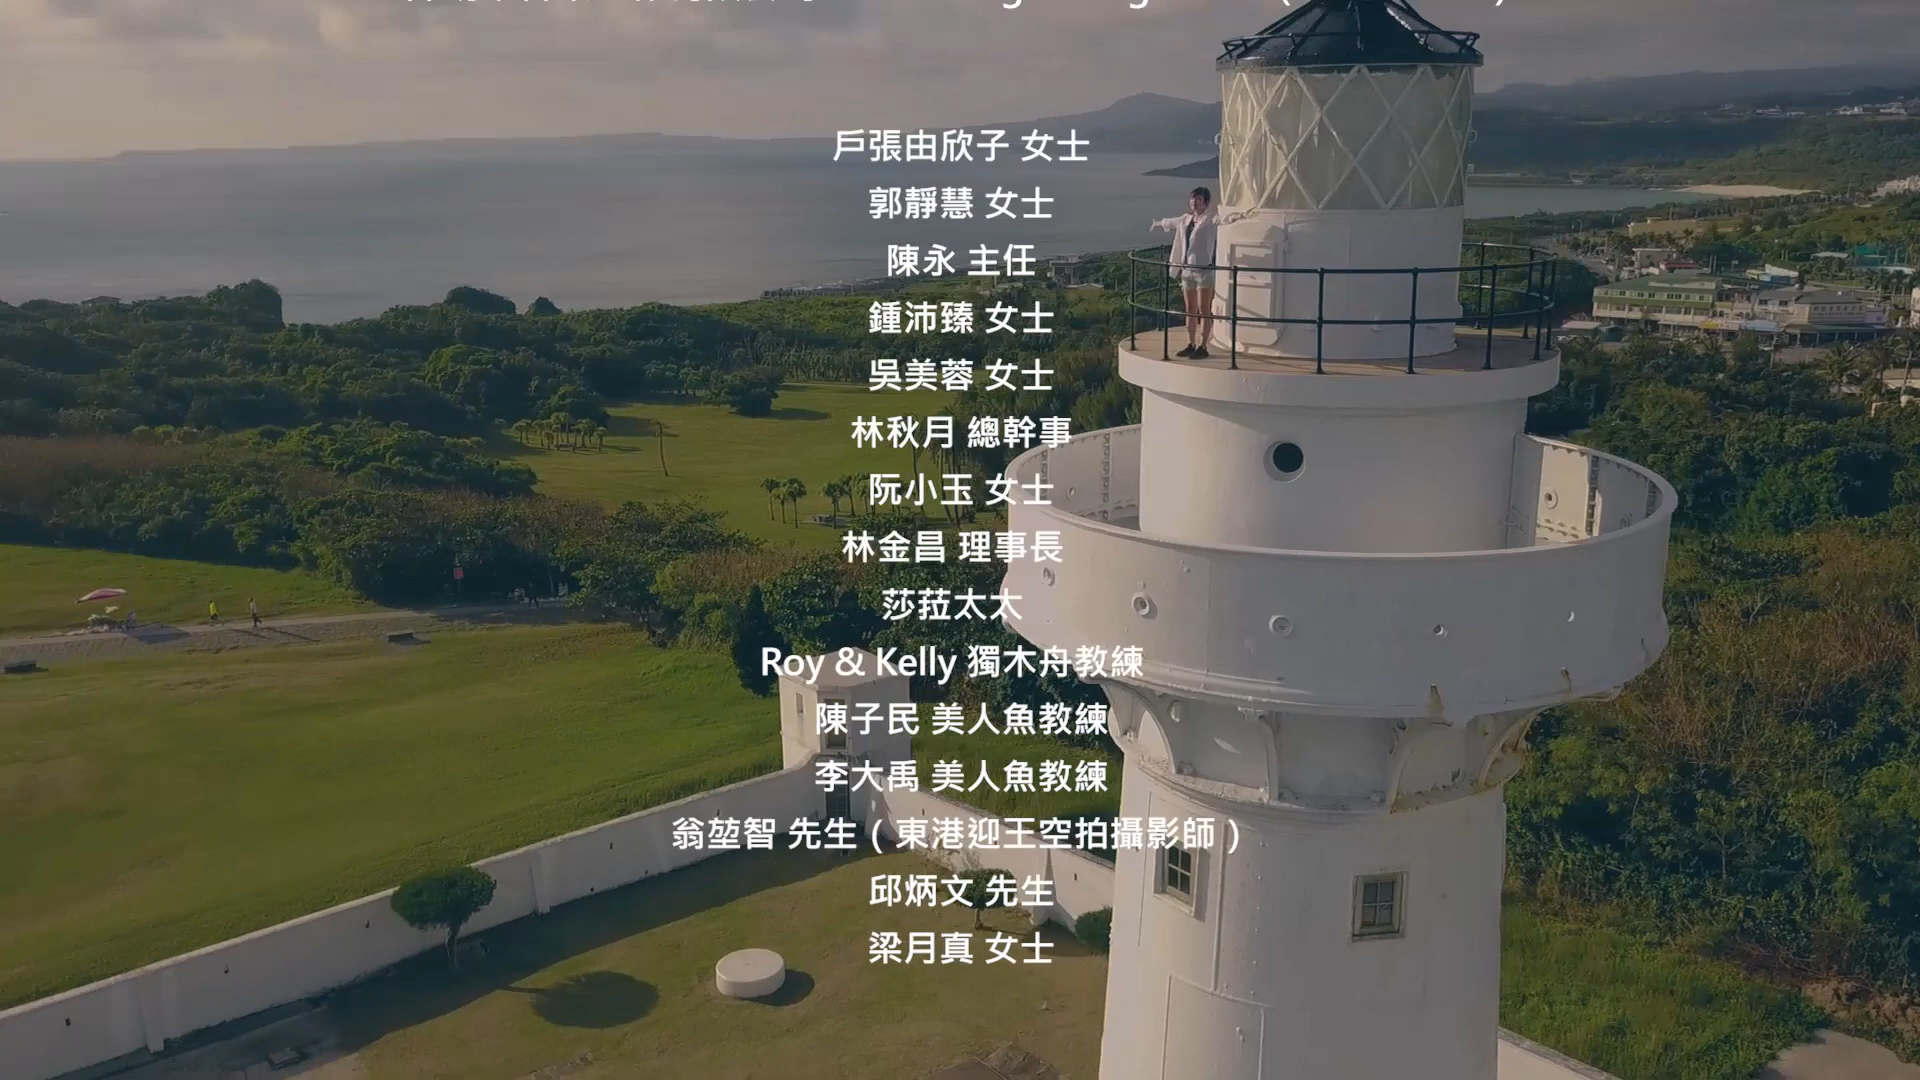 戶張由欣子 女士
郭靜慧 女士
陳永 主任
鍾沛臻 女士
吳美蓉 女士
林秋月 總幹事
阮小玉 女士
林金昌 理事長
莎菈太太
Roy & Kelly 獨木舟教練
陳子民 美人魚教練
李大禹 美人魚教練
翁堃智 先生（東港迎王空拍攝影師）
邱炳文 先生
梁月真 女士